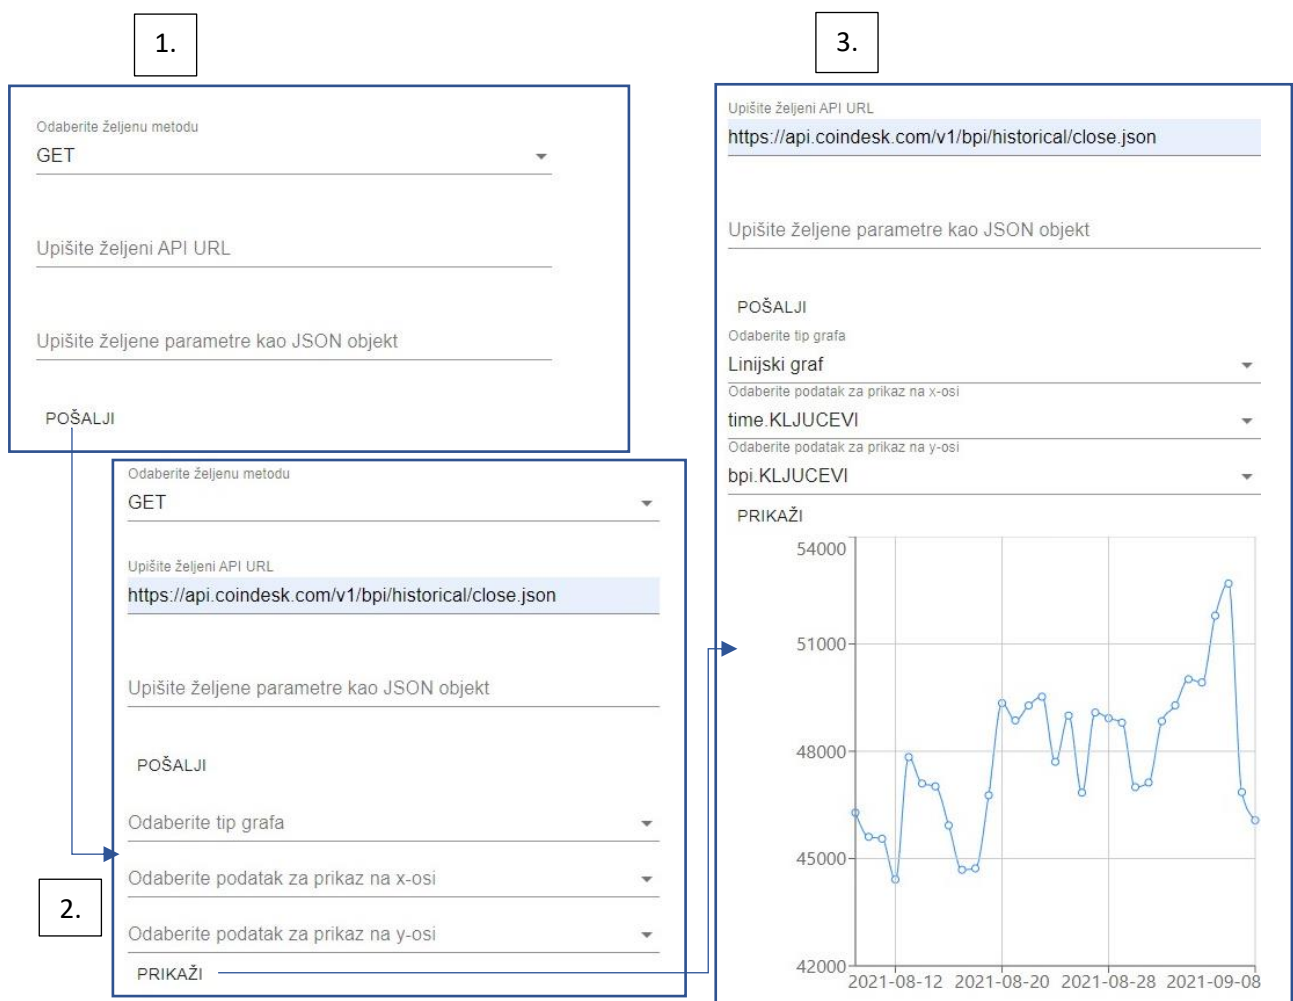 1.
Odaberite željenu metodu
GET
Upišite željeni API URL
Upišite željene parametre kao JSON objekt
POŠALJI
2.
Odaberite željenu metodu
GET
Upišite željeni API URL
https://api.coindesk.com/v1/bpi/historical/close.json
Upišite željene parametre kao JSON objekt
POŠALJI
Odaberite tip grafa
Odaberite podatak za prikaz na x-osi
Odaberite podatak za prikaz na y-osi
PRIKAŽI
3.
Upišite željeni API URL
https://api.coindesk.com/v1/bpi/historical/close.json
Upišite željene parametre kao JSON objekt
POŠALJI
Odaberite tip grafa
Linijski graf
Odaberite podatak za prikaz na x-osi
time.KLJUCEVI
Odaberite podatak za prikaz na y-osi
bpi.KLJUCEVI
PRIKAŽI
54000
51000
48000
45000
42000
2021-08-12 2021-08-20 2021-08-28 2021-09-08